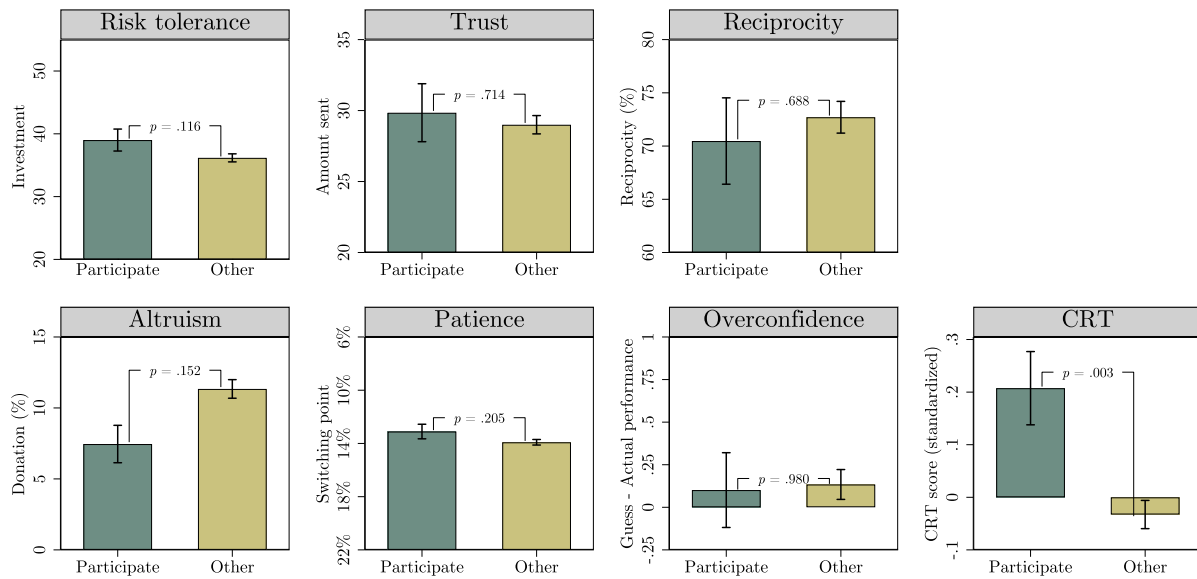 Risk tolerance
Investment
50
40
30
20
p = .116
Participate
Other
Trust
Amount sent
35
30
25
20
p = .714
Participate
Other
Reciprocity
Reciprocity (%)
80
75
70
65
60
p = .688
Participate
Other
Altruism
Donation (%)
15
10
5
0
p = .152
Participate
Other
Patience
Switching point
6%
10%
14%
18%
22%
p = .205
Participate
Other
Overconfidence
Guess - Actual performance
1
.75
.5
.25
0
-.25
p = .980
Participate
Other
CRT
CRT score (standardized)
.3
.2
.1
0
-.1
p = .003
Participate
Other